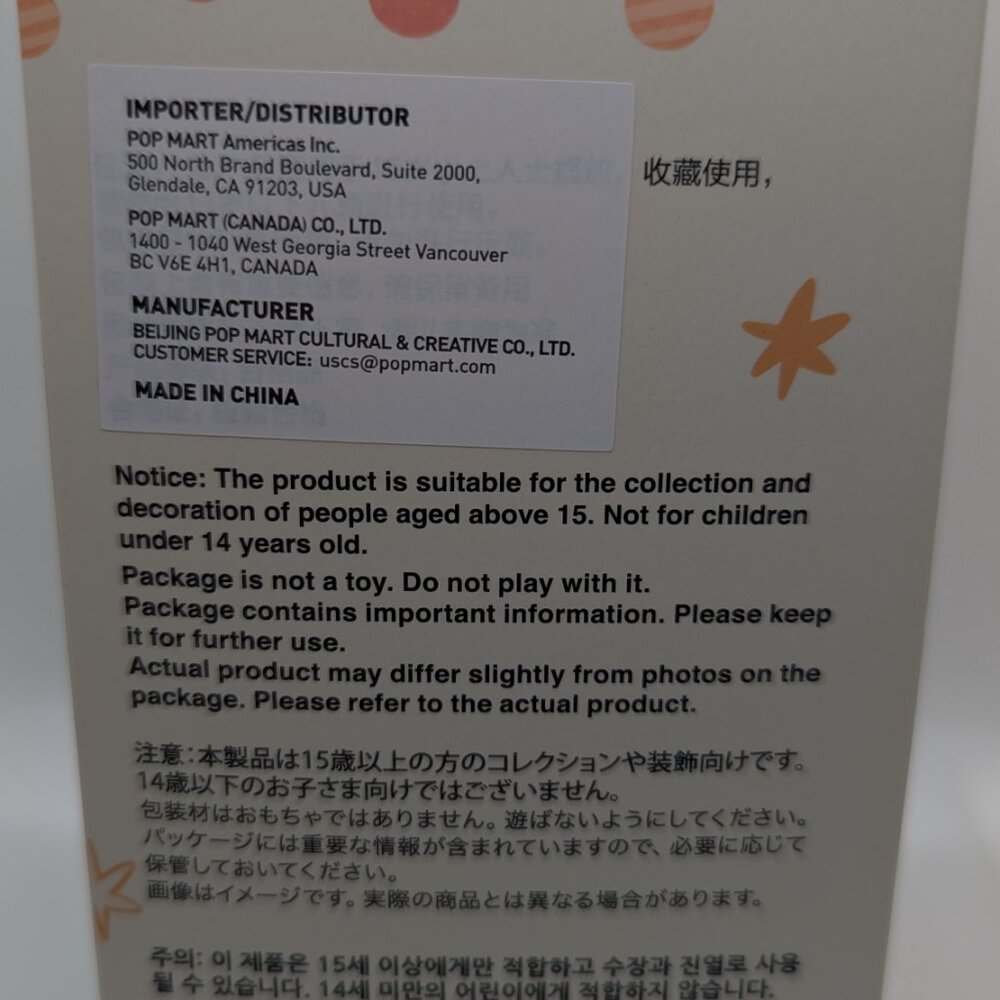 IMPORTER/DISTRIBUTOR
POP MART Americas Inc.
500 North Brand Boulevard, Suite 2000,
Glendale, CA 91203, USA
POP MART (CANADA) CO., LTD.
1400 - 1040 West Georgia Street Vancouver
BC V6E 4H1, CANADA
MANUFACTURER
BEIJING POP MART CULTURAL & CREATIVE CO., LTD.
CUSTOMER SERVICE: uscs@popmart.com
MADE IN CHINA
收藏使用，
Notice: The product is suitable for the collection and
decoration of people aged above 15. Not for children
under 14 years old.
Package is not a toy. Do not play with it.
Package contains important information. Please keep
it for further use.
Actual product may differ slightly from photos on the
package. Please refer to the actual product.
注意：本製品は15歳以上の方のコレクションや装飾向けです。
14歳以下のお子さま向けではございません。
包装材はおもちゃではありません。遊ばないようにしてください。
パッケージには重要な情報が含まれていますので、必要に応じて
保管しておいてください。
画像はイメージです。実際の商品とは異なる場合があります。
주의: 이 제품은 15세 이상에게만 적합하고 수장과 진열로 사용
될 수 있습니다. 14세 미만의 어린이에게 적합하지 않습니다.